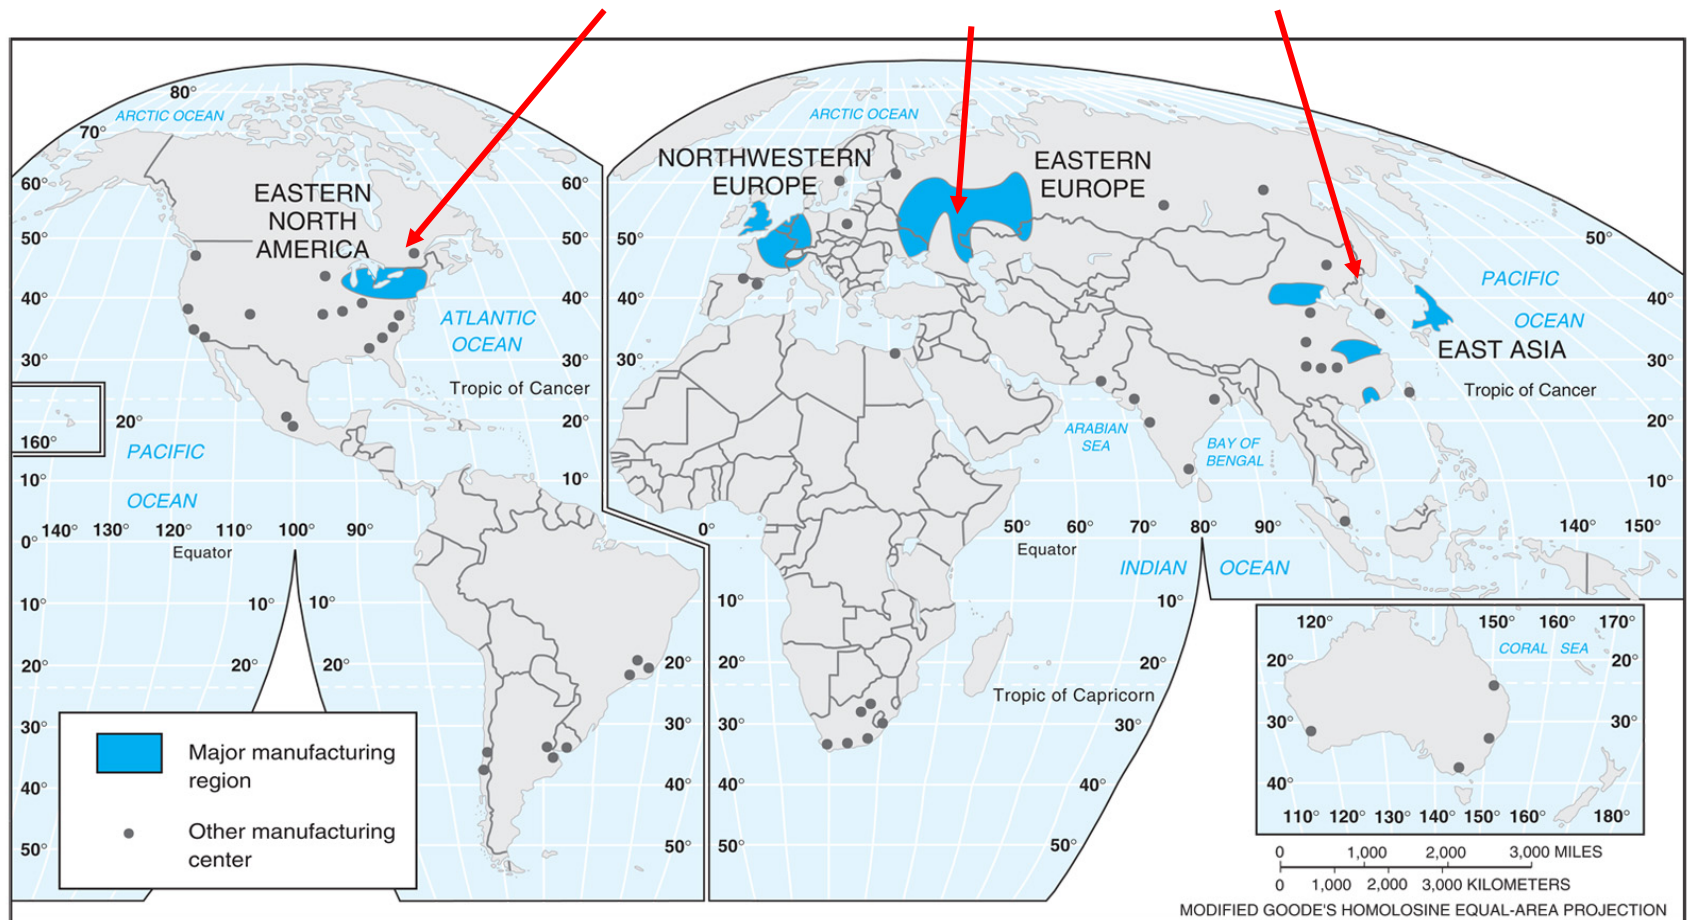 80°
ARCTIC OCEAN
70°
60°
50°
40°
30°
20°
160°
10°
0°
EASTERN
NORTH
AMERICA
60°
50°
40°
30°
20°
10°
ATLANTIC
OCEAN
Tropic of Cancer
PACIFIC
OCEAN
140° 130° 120° 110° 100° 90°
Equator
10° 10°
20° 20°
10°
20°
30°
40°
50°
20°
30°
40°
50°
ARCTIC OCEAN
NORTHWESTERN
EUROPE
EASTERN
EUROPE
60°
50°
40°
30°
50°
40°
30°
20°
10°
PACIFIC
OCEAN
EAST ASIA
Tropic of Cancer
ARABIAN
SEA
BAY OF
BENGAL
0° 50° 60° 70° 80° 90° 140° 150°
Equator
INDIAN OCEAN
10°
20°
30°
40°
50°
10°
20°
Tropic of Capricorn
30°
40°
50°
120° 150° 160° 170°
CORAL SEA
20° 20°
30° 30°
40°
110° 120° 130° 140° 150° 160° 180°
Major manufacturing
region
Other manufacturing
center
0 1,000 2,000 3,000 MILES
0 1,000 2,000 3,000 KILOMETERS
MODIFIED GOODE'S HOMOLOSINE EQUAL-AREA PROJECTION